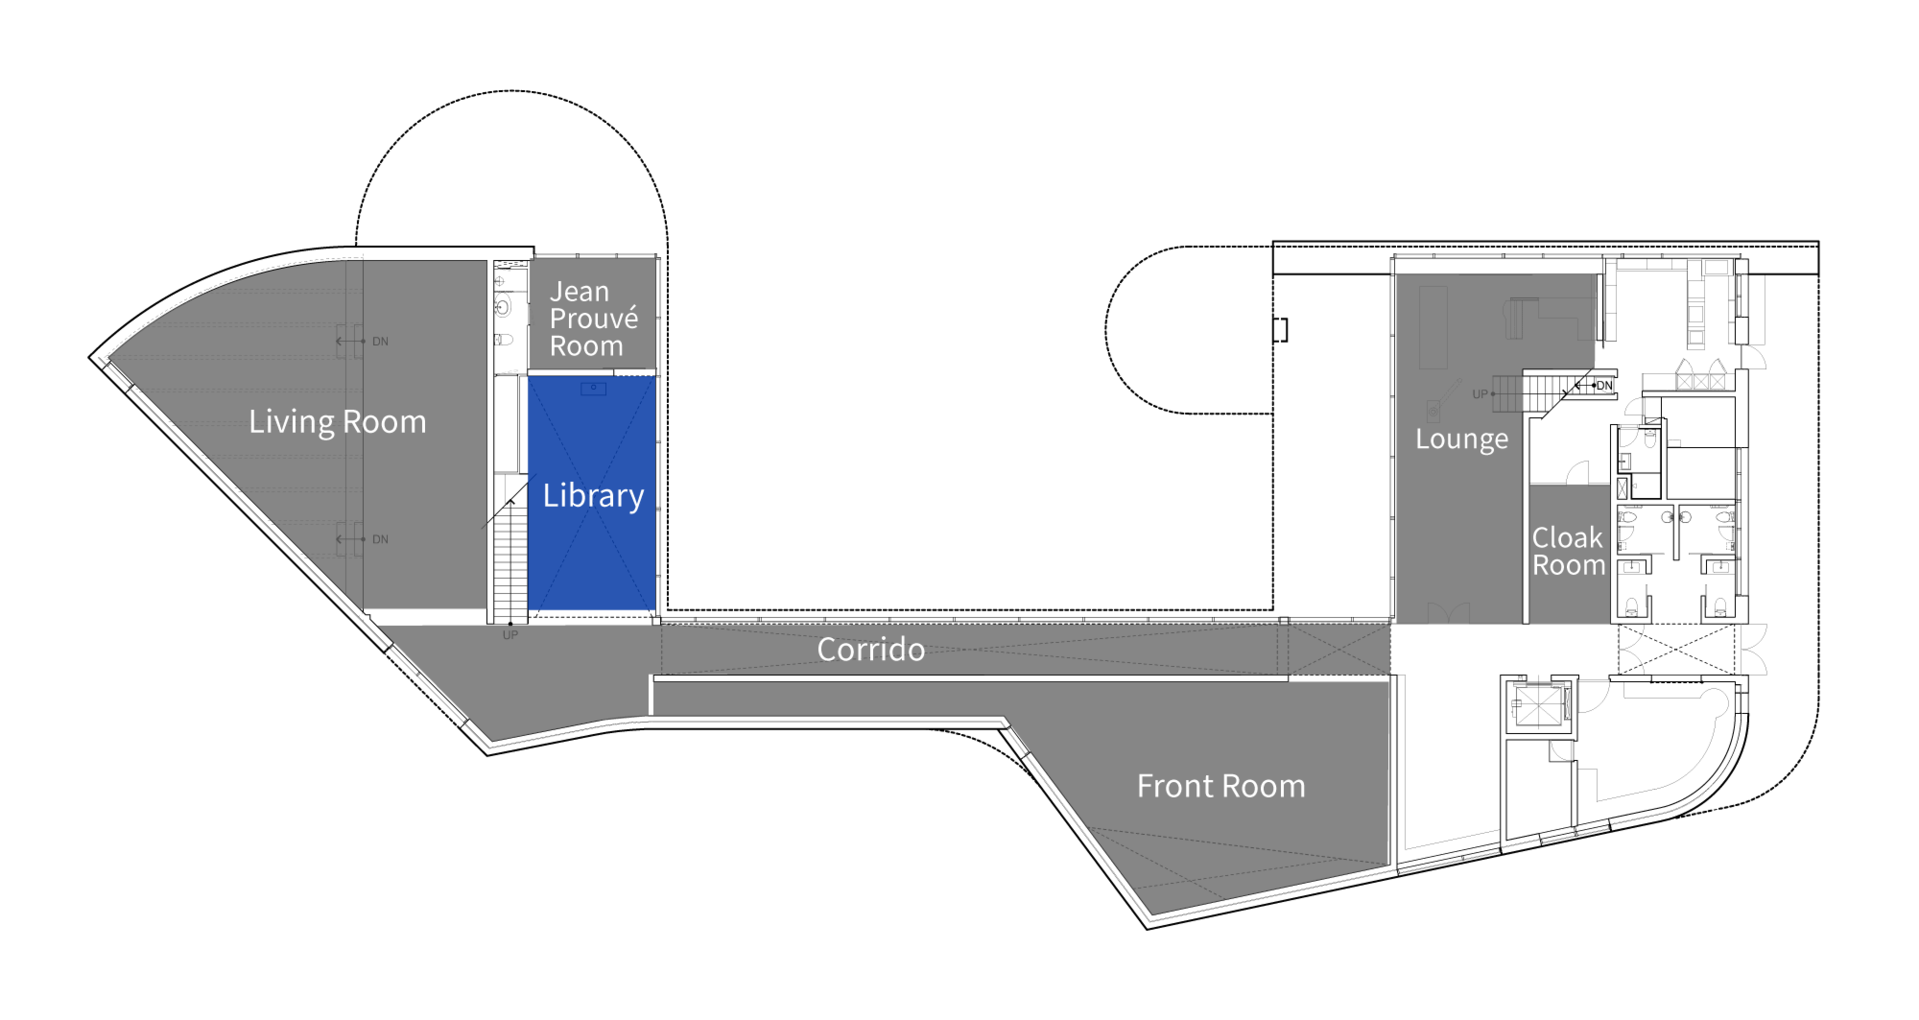 Jean
Prouvé
Room
DN
Living Room
Library
DN
UP
Corrido
DN
UP
Lounge
Cloak
Room
Front Room